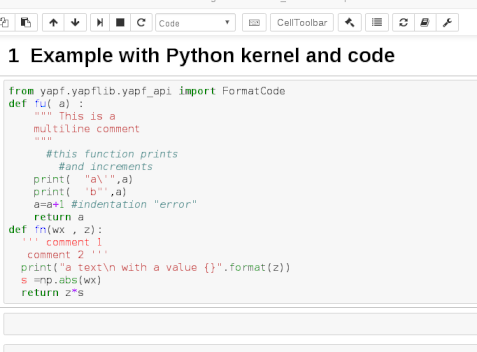 Code
CellToolbar
1 Example with Python kernel and code
from yapf.yapflib.yapf_api import FormatCode
def fu( a) :
    """ This is a
    multiline comment
    """
      #this function prints
        #and increments
    print(  "a\'",a)
    print(  'b"',a)
    a=a+1 #indentation "error"
    return a
def fn(wx , z):
  ''' comment 1
   comment 2 '''
  print("a text\n with a value {}".format(z))
  s =np.abs(wx)
  return z*s